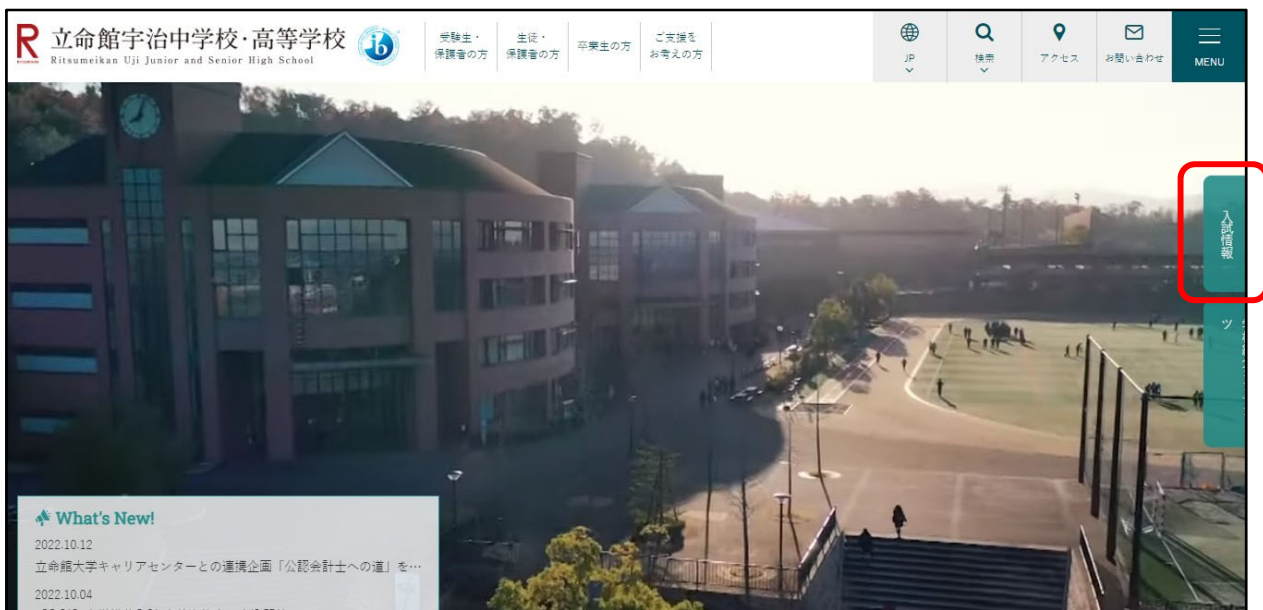 R 立命館宇治中学校・高等学校
Ritsumeikan Uji Junior and Senior High School
ib
受験生・
保護者の方
生徒・
保護者の方
卒業生の方
ご支援を
お考えの方
JP
検索
アクセス
お問い合わせ
MENU
入試情報
ツ
What's New!
2022.10.12
立命館大学キャリアセンターとの連携企画「公認会計士への道」を…
2022.10.04